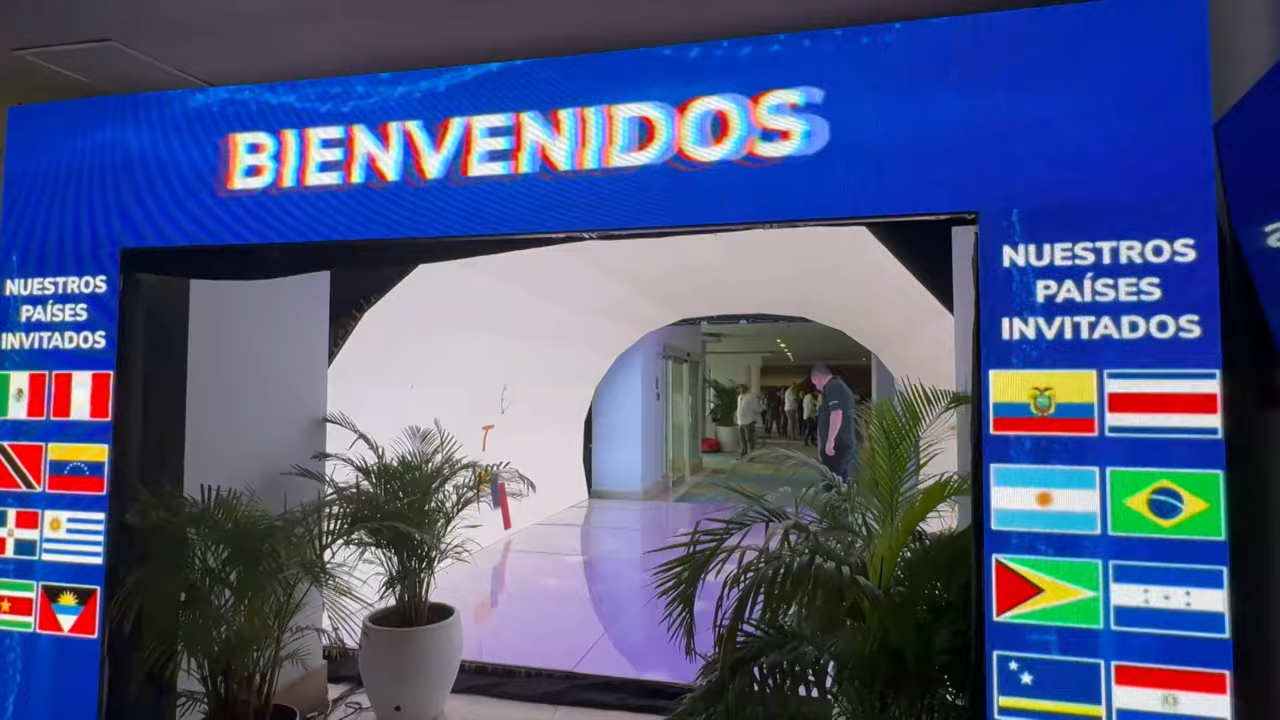 BIENVENIDOS
NUESTROS
PAÍSES
INVITADOS
NUESTROS
PAÍSES
INVITADOS
T